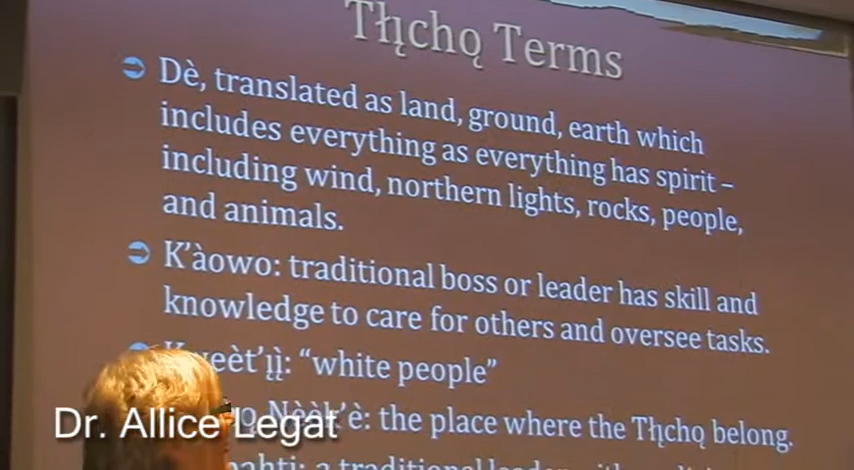 Tłı̨chǫ Terms
Dè, translated as land, ground, earth which
includes everything as everything has spirit –
including wind, northern lights, rocks, people,
and animals.
K'àowo: traditional boss or leader has skill and
knowledge to care for others and oversee tasks.
"white people"
the place where the Tłı̨chǫ belong.
a traditional leader
Dr. Allice Legat